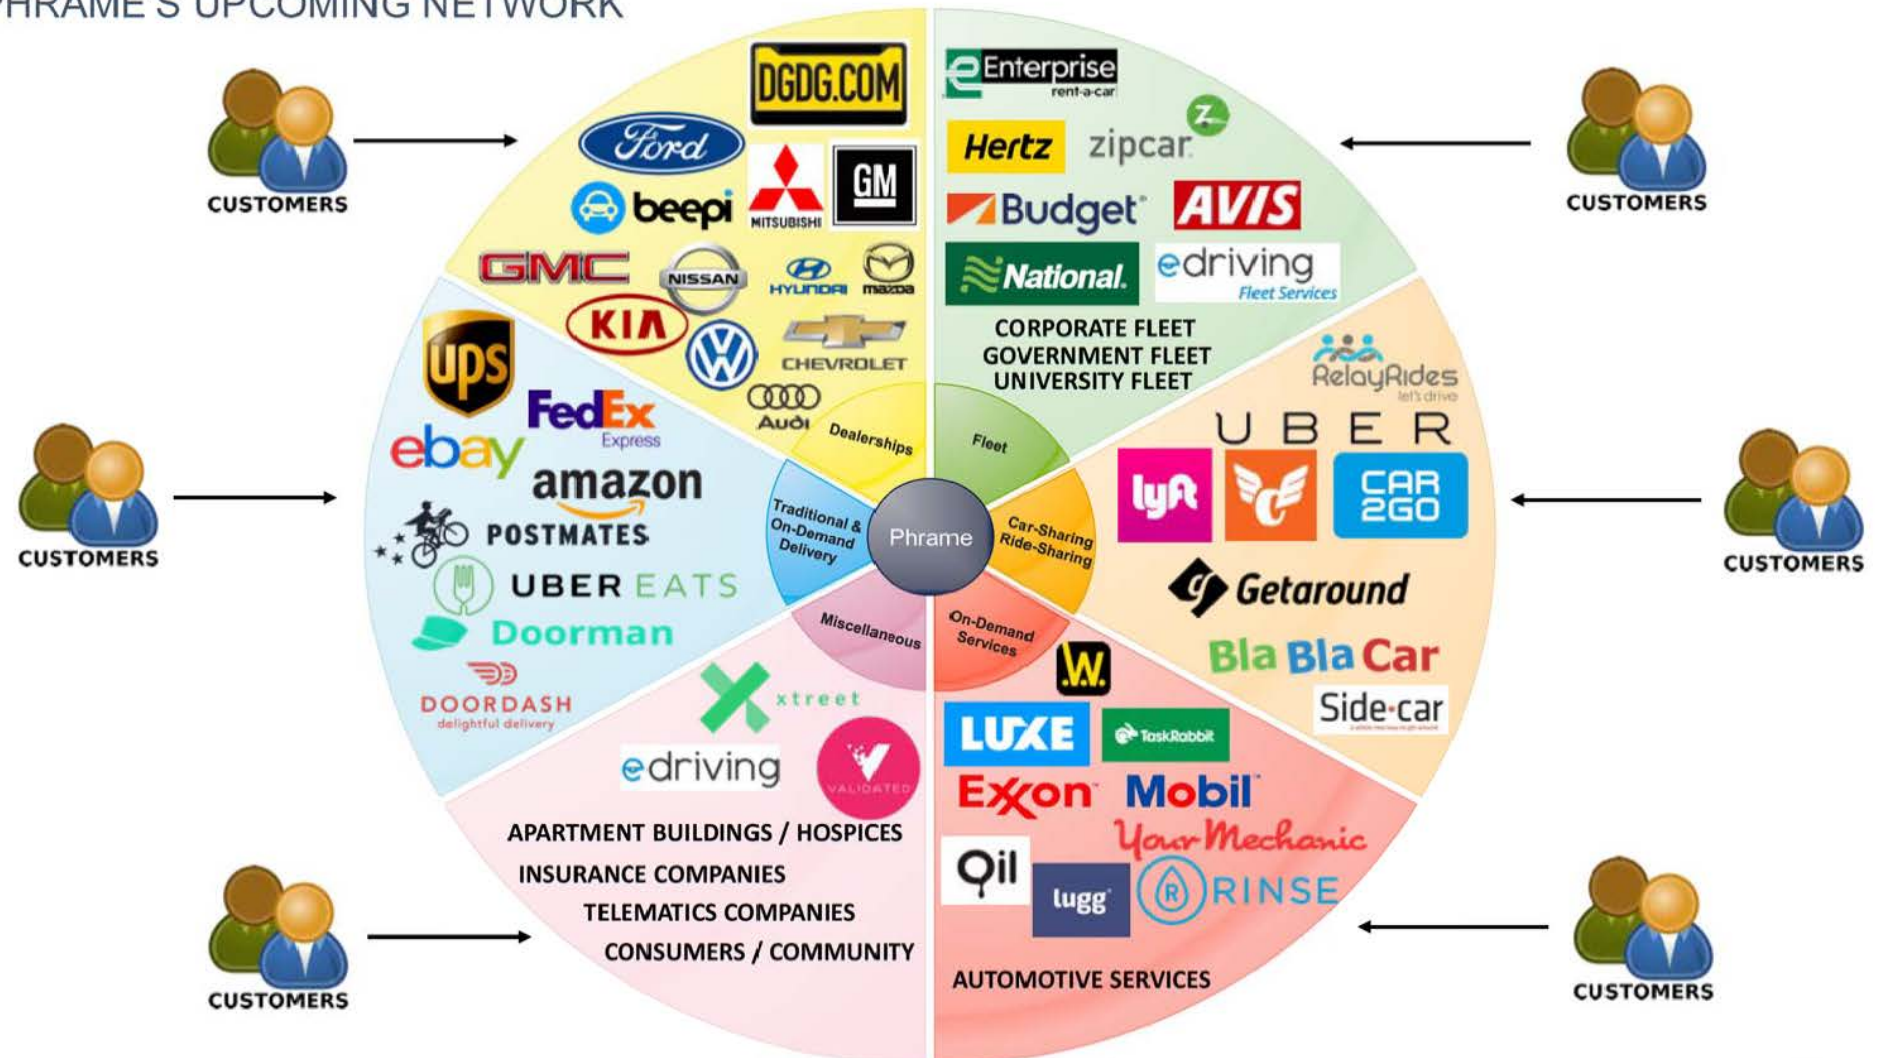 PHRAME'S UPCOMING NETWORK
CUSTOMERS
CUSTOMERS
CUSTOMERS
CUSTOMERS
CUSTOMERS
CUSTOMERS
DGDG.COM
Ford
beepi
MITSUBISHI
GM
GMC
NISSAN
HYUNDAI
mazda
KIA
VW
CHEVROLET
Audi
Dealerships
Enterprise
rent-a-car
Hertz
zipcar
Z
Budget
AVIS
National.
edriving
Fleet Services
CORPORATE FLEET
GOVERNMENT FLEET
UNIVERSITY FLEET
Fleet
RelayRides
let's drive
UBER
lyft
CAR
2GO
Getaround
Bla Bla Car
Side·car
Car-Sharing
Ride-Sharing
ups
FedEx
Express
ebay
amazon
POSTMATES
UBER EATS
Doorman
DOORDASH
delightful delivery
Traditional &
On-Demand
Delivery
Phrame
Miscellaneous
xtreet
edriving
VALIDATED
APARTMENT BUILDINGS / HOSPICES
INSURANCE COMPANIES
TELEMATICS COMPANIES
CONSUMERS / COMMUNITY
On-Demand
Services
.W.
LUXE
TaskRabbit
Exxon Mobil
YourMechanic
Oil
lugg
R
RINSE
AUTOMOTIVE SERVICES